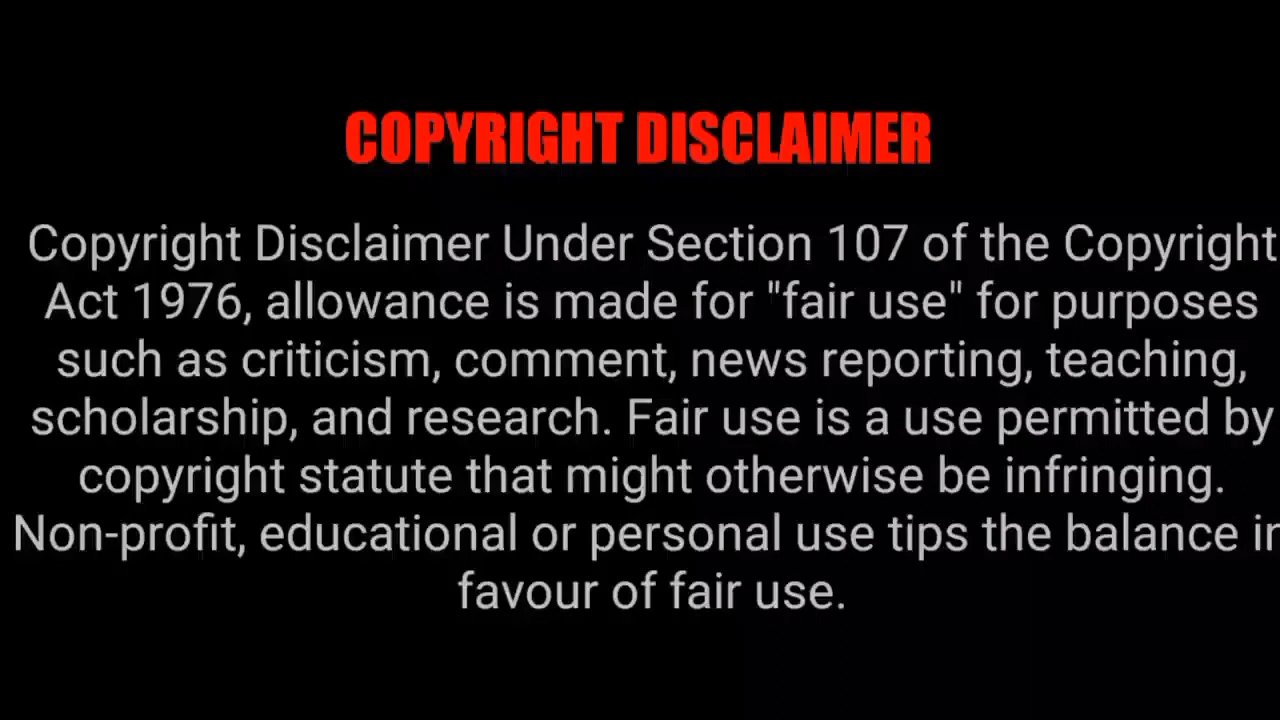 COPYRIGHT DISCLAIMER
Copyright Disclaimer Under Section 107 of the Copyright
Act 1976, allowance is made for "fair use" for purposes
such as criticism, comment, news reporting, teaching,
scholarship, and research. Fair use is a use permitted by
copyright statute that might otherwise be infringing.
Non-profit, educational or personal use tips the balance in
favour of fair use.